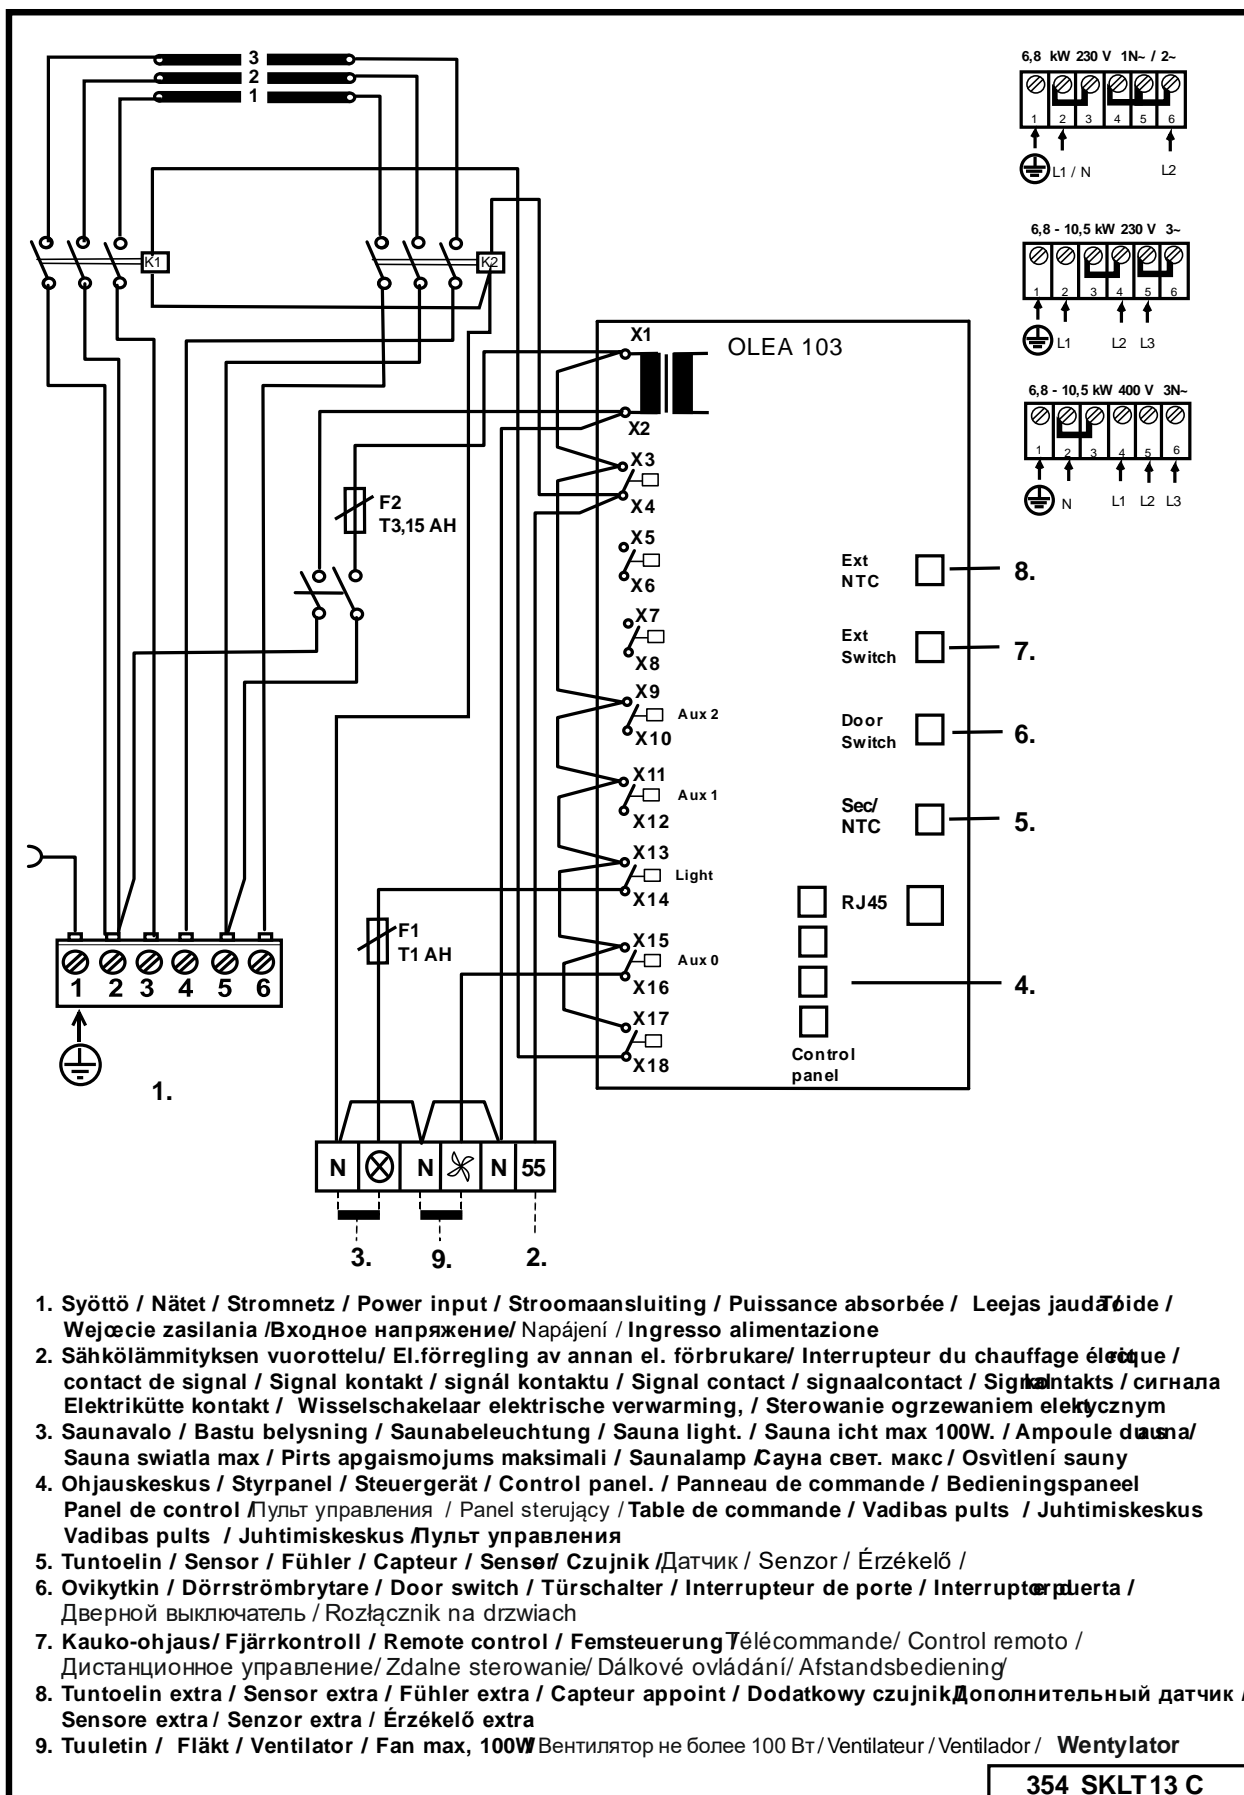 3
2
1
K1
K2
6,8 kW 230 V 1N~ / 2~
1 2 3 4 5 6
L1 / N L2
6,8 - 10,5 kW 230 V 3~
1 2 3 4 5 6
L1 L2 L3
6,8 - 10,5 kW 400 V 3N~
1 2 3 4 5 6
N L1 L2 L3
OLEA 103
X1
X2
X3
X4
X5
X6
X7
X8
X9
Aux 2
X10
X11
Aux 1
X12
X13
Light
X14
X15
Aux 0
X16
X17
X18
F2
T3,15 AH
F1
T1 AH
Ext
NTC
8.
Ext
Switch
7.
Door
Switch
6.
Sec/
NTC
5.
RJ45
4.
Control
panel
1 2 3 4 5 6
1.
N N N 55
3. 9. 2.
1. Syöttö / Nätet / Stromnetz / Power input / Stroomaansluiting / Puissance absorbée / Leejas jauda / Toide /
Wejœcie zasilania /Входное напряжение/ Napájení / Ingresso alimentazione
2. Sähkölämmityksen vuorottelu/ El.förregling av annan el. förbrukare/ Interrupteur du chauffage électrique /
contact de signal / Signal kontakt / signál kontaktu / Signal contact / signaalcontact / Signal kontakts / сигнала
Elektrikütte kontakt / Wisselschakelaar elektrische verwarming, / Sterowanie ogrzewaniem elektycznym
3. Saunavalo / Bastu belysning / Saunabeleuchtung / Sauna light. / Sauna icht max 100W. / Ampoule du sauna/
Sauna swiatla max / Pirts apgaismojums maksimali / Saunalamp /Сауна свет. макс / Osvìtlení sauny
4. Ohjauskeskus / Styrpanel / Steuergerät / Control panel. / Panneau de commande / Bedieningspaneel
Panel de control /Пульт управления / Panel sterujący / Table de commande / Vadibas pults / Juhtimiskeskus
Vadibas pults / Juhtimiskeskus /Пульт управления
5. Tuntoelin / Sensor / Fühler / Capteur / Sensor/ Czujnik /Датчик / Senzor / Érzékelő /
6. Ovikytkin / Dörrströmbrytare / Door switch / Türschalter / Interrupteur de porte / Interruptor puerta /
Дверной выключатель / Rozłącznik na drzwiach
7. Kauko-ohjaus/ Fjärrkontroll / Remote control / Femsteuerung /Télécommande/ Control remoto /
Дистанционное управление/ Zdalne sterowanie/ Dálkové ovládání/ Afstandsbediening/
8. Tuntoelin extra / Sensor extra / Fühler extra / Capteur appoint / Dodatkowy czujnik/Дополнительный датчик /
Sensore extra / Senzor extra / Érzékelő extra
9. Tuuletin / Fläkt / Ventilator / Fan max, 100W/ Вентилятор не более 100 Вт / Ventilateur / Ventilador / Wentylator
354 SKLT 13 C